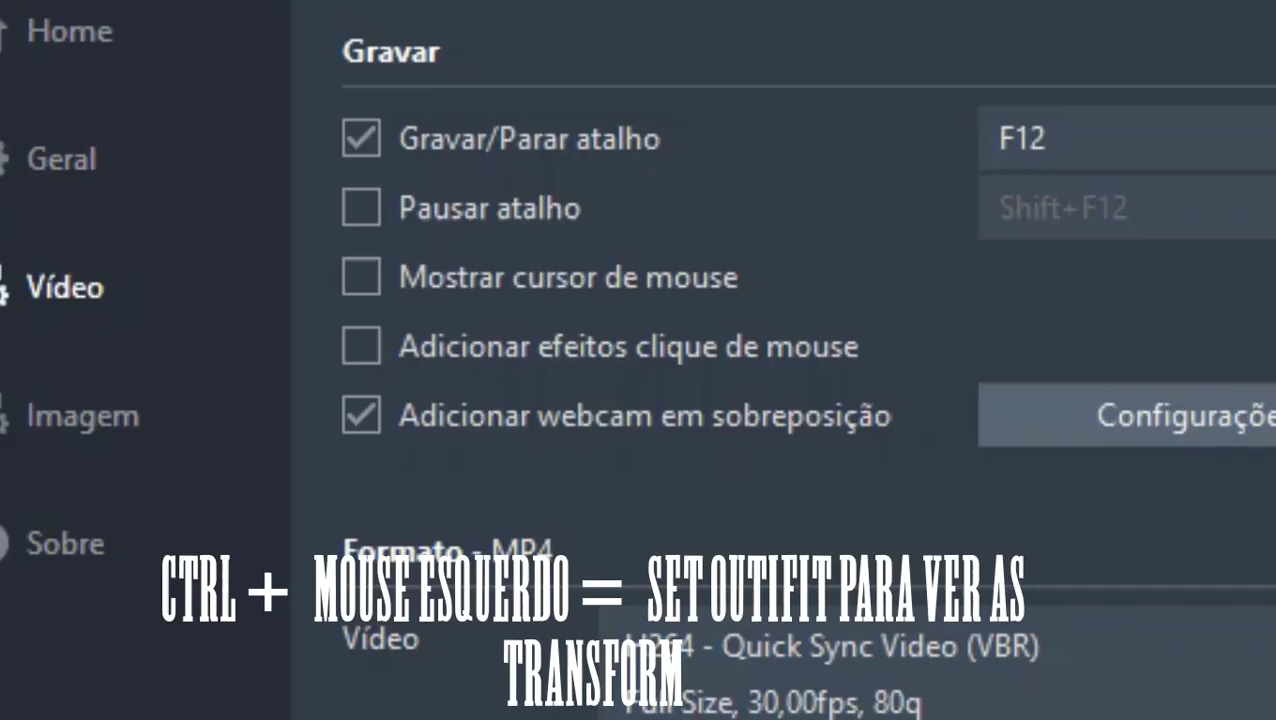 Home
Gravar
Gravar/Parar atalho
F12
Geral
Pausar atalho
Shift+F12
Mostrar cursor de mouse
Vídeo
Adicionar efeitos clique de mouse
Imagem
Adicionar webcam em sobreposição
Configuraçõe
Sobre
Formato - MP4
CTRL + MOUSE ESQUERDO = SET OUTIFIT PARA VER AS
TRANSFORM
Vídeo
H264 - Quick Sync Video (VBR)
Full Size, 30,00fps, 80q